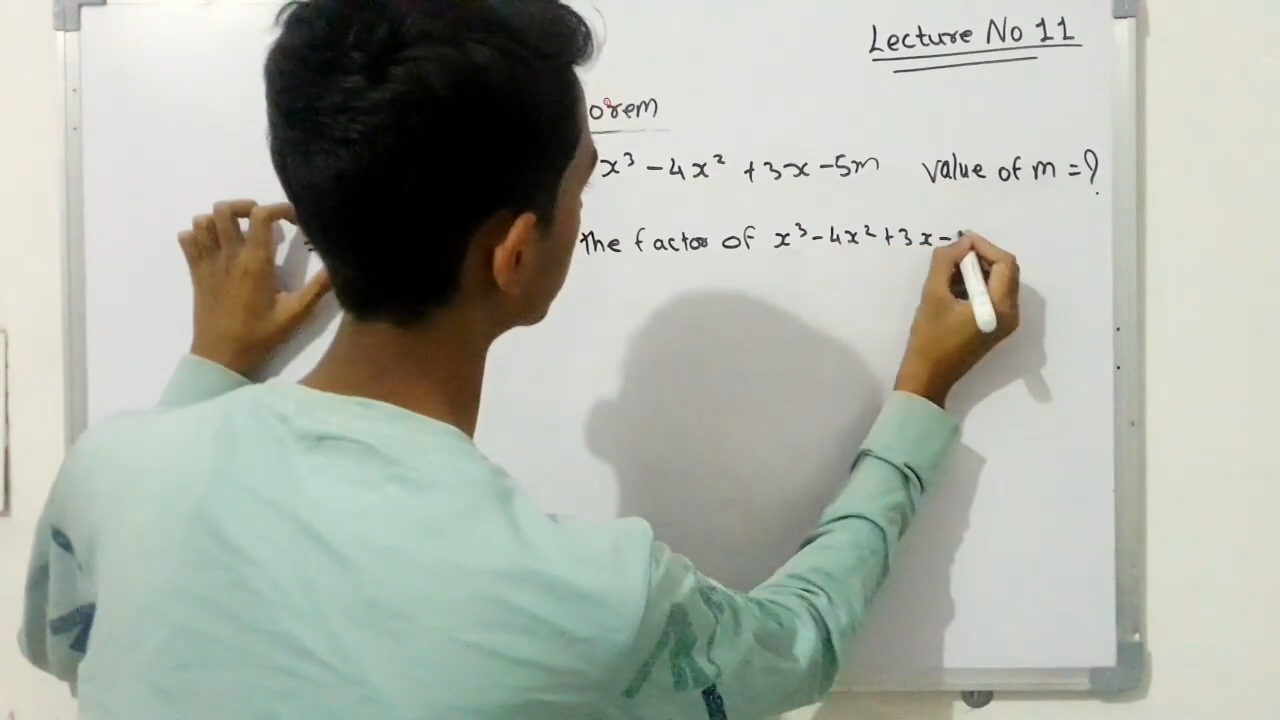 Lecture No 11
orem
x³ - 4x² + 3x - 5m value of m = ?
the factor of x³ - 4x² + 3x -